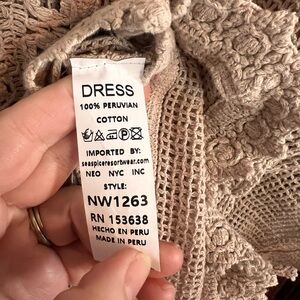 DRESS
100% PERUVIAN
COTTON
IMPORTED BY:
seaspiceresortwear.com
NEO NYC INC
STYLE:
NW1263
RN 153638
HECHO EN PERU
MADE IN PERU